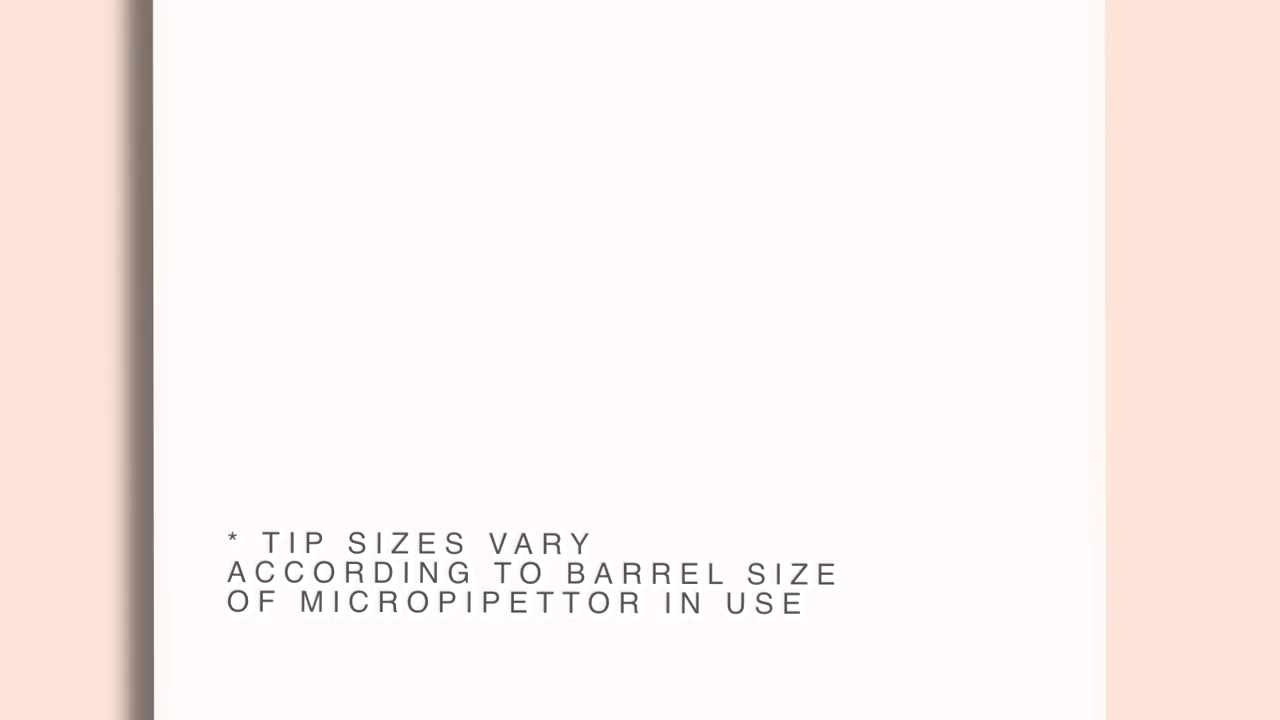 * TIP SIZES VARY
ACCORDING TO BARREL SIZE
OF MICROPIPETTOR IN USE